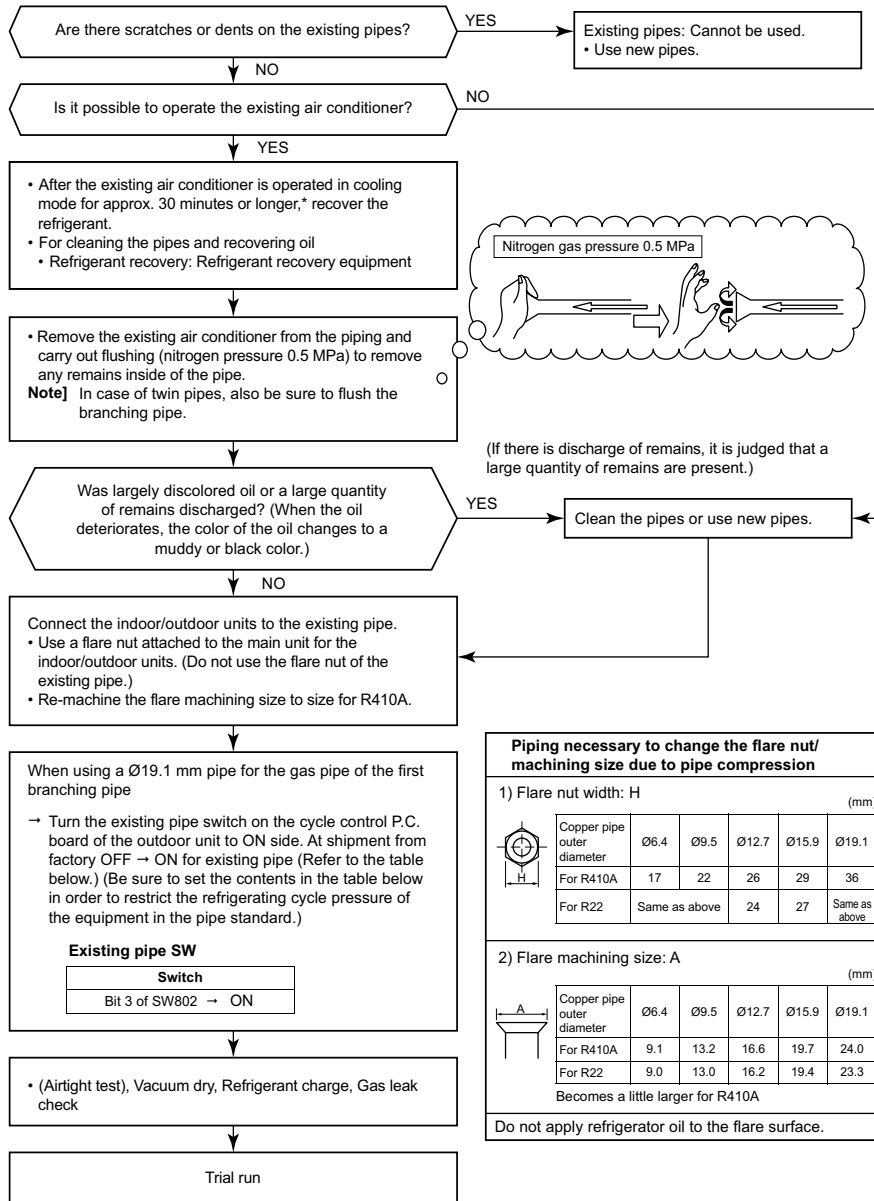 Are there scratches or dents on the existing pipes?
YES
Existing pipes: Cannot be used.
• Use new pipes.
NO
Is it possible to operate the existing air conditioner?
NO
YES
• After the existing air conditioner is operated in cooling
mode for approx. 30 minutes or longer,* recover the
refrigerant.
• For cleaning the pipes and recovering oil
• Refrigerant recovery: Refrigerant recovery equipment
Nitrogen gas pressure 0.5 MPa
• Remove the existing air conditioner from the piping and
carry out flushing (nitrogen pressure 0.5 MPa) to remove
any remains inside of the pipe.
Note] In case of twin pipes, also be sure to flush the
branching pipe.
(If there is discharge of remains, it is judged that a
large quantity of remains are present.)
Was largely discolored oil or a large quantity
of remains discharged? (When the oil
deteriorates, the color of the oil changes to a
muddy or black color.)
YES
Clean the pipes or use new pipes.
NO
Connect the indoor/outdoor units to the existing pipe.
• Use a flare nut attached to the main unit for the
indoor/outdoor units. (Do not use the flare nut of the
existing pipe.)
• Re-machine the flare machining size to size for R410A.
When using a Ø19.1 mm pipe for the gas pipe of the first
branching pipe
→ Turn the existing pipe switch on the cycle control P.C.
board of the outdoor unit to ON side. At shipment from
factory OFF → ON for existing pipe (Refer to the table
below.) (Be sure to set the contents in the table below
in order to restrict the refrigerating cycle pressure of
the equipment in the pipe standard.)
Existing pipe SW
Switch
Bit 3 of SW802 → ON
• (Airtight test), Vacuum dry, Refrigerant charge, Gas leak
check
Trial run
Piping necessary to change the flare nut/
machining size due to pipe compression
1) Flare nut width: H
(mm)
H
Copper pipe
outer
diameter
Ø6.4 Ø9.5 Ø12.7 Ø15.9 Ø19.1
For R410A 17 22 26 29 36
For R22 Same as above 24 27 Same as
above
2) Flare machining size: A
(mm)
A
Copper pipe
outer
diameter
Ø6.4 Ø9.5 Ø12.7 Ø15.9 Ø19.1
For R410A 9.1 13.2 16.6 19.7 24.0
For R22 9.0 13.0 16.2 19.4 23.3
Becomes a little larger for R410A
Do not apply refrigerator oil to the flare surface.